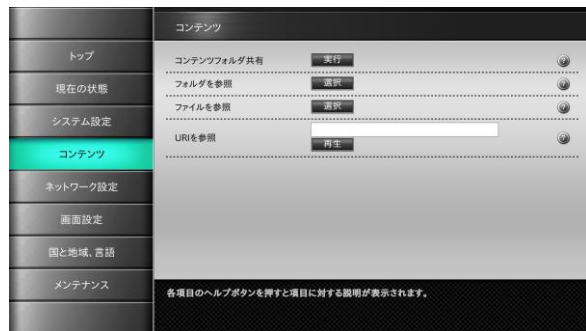 コンテンツ
トップ
現在の状態
システム設定
コンテンツ
ネットワーク設定
画面設定
国と地域、言語
メンテナンス
コンテンツフォルダ共有 実行
フォルダを参照 選択
ファイルを参照 選択
URIを参照
再生
各項目のヘルプボタンを押すと項目に対する説明が表示されます。